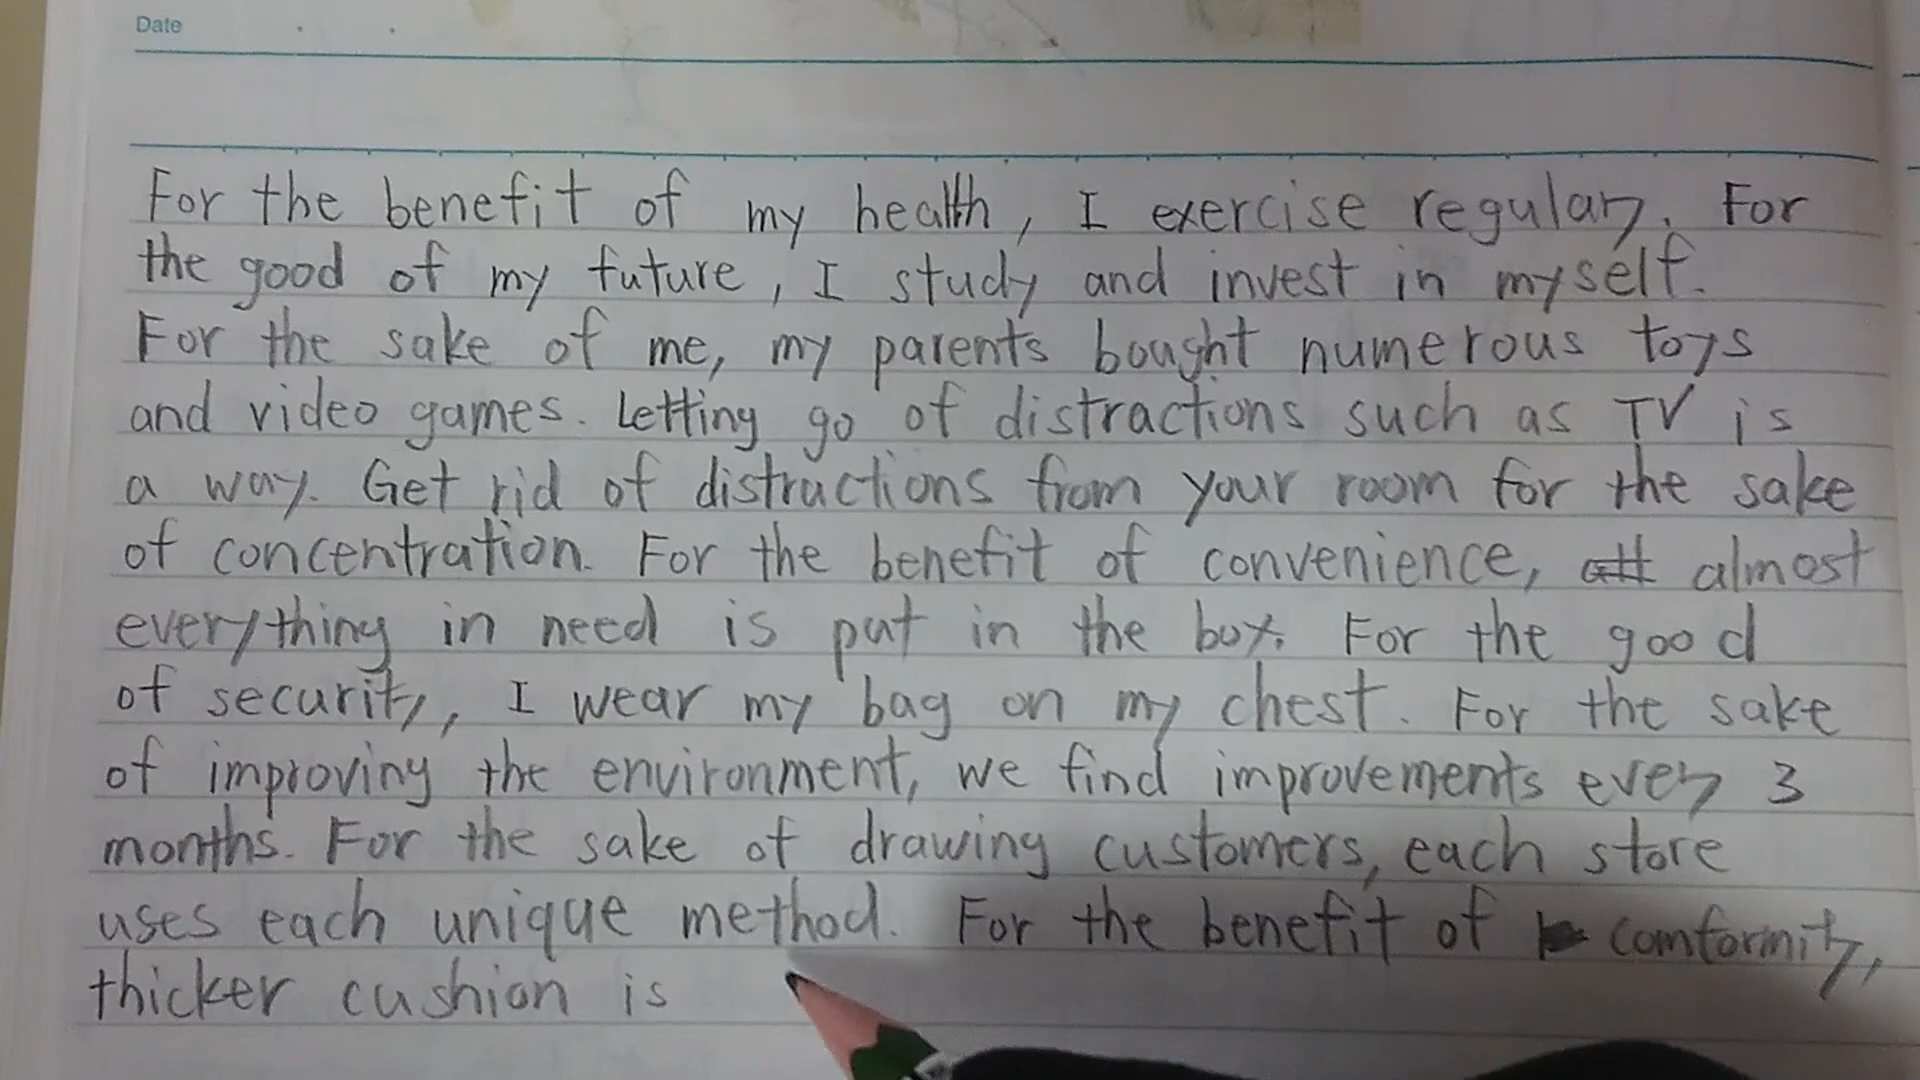 Date
For the benefit of my health, I exercise regulary. For
the good of my future, I study and invest in myself.
For the sake of me, my parents bought numerous toys
and video games. Letting go of distractions such as TV is
a way. Get rid of distractions from your room for the sake
of concentration. For the benefit of convenience, almost
everything in need is put in the box. For the good
of security, I wear my bag on my chest. For the sake
of improving the environment, we find improvements every 3
months. For the sake of drawing customers, each store
uses each unique method. For the benefit of comformity,
thicker cushion is